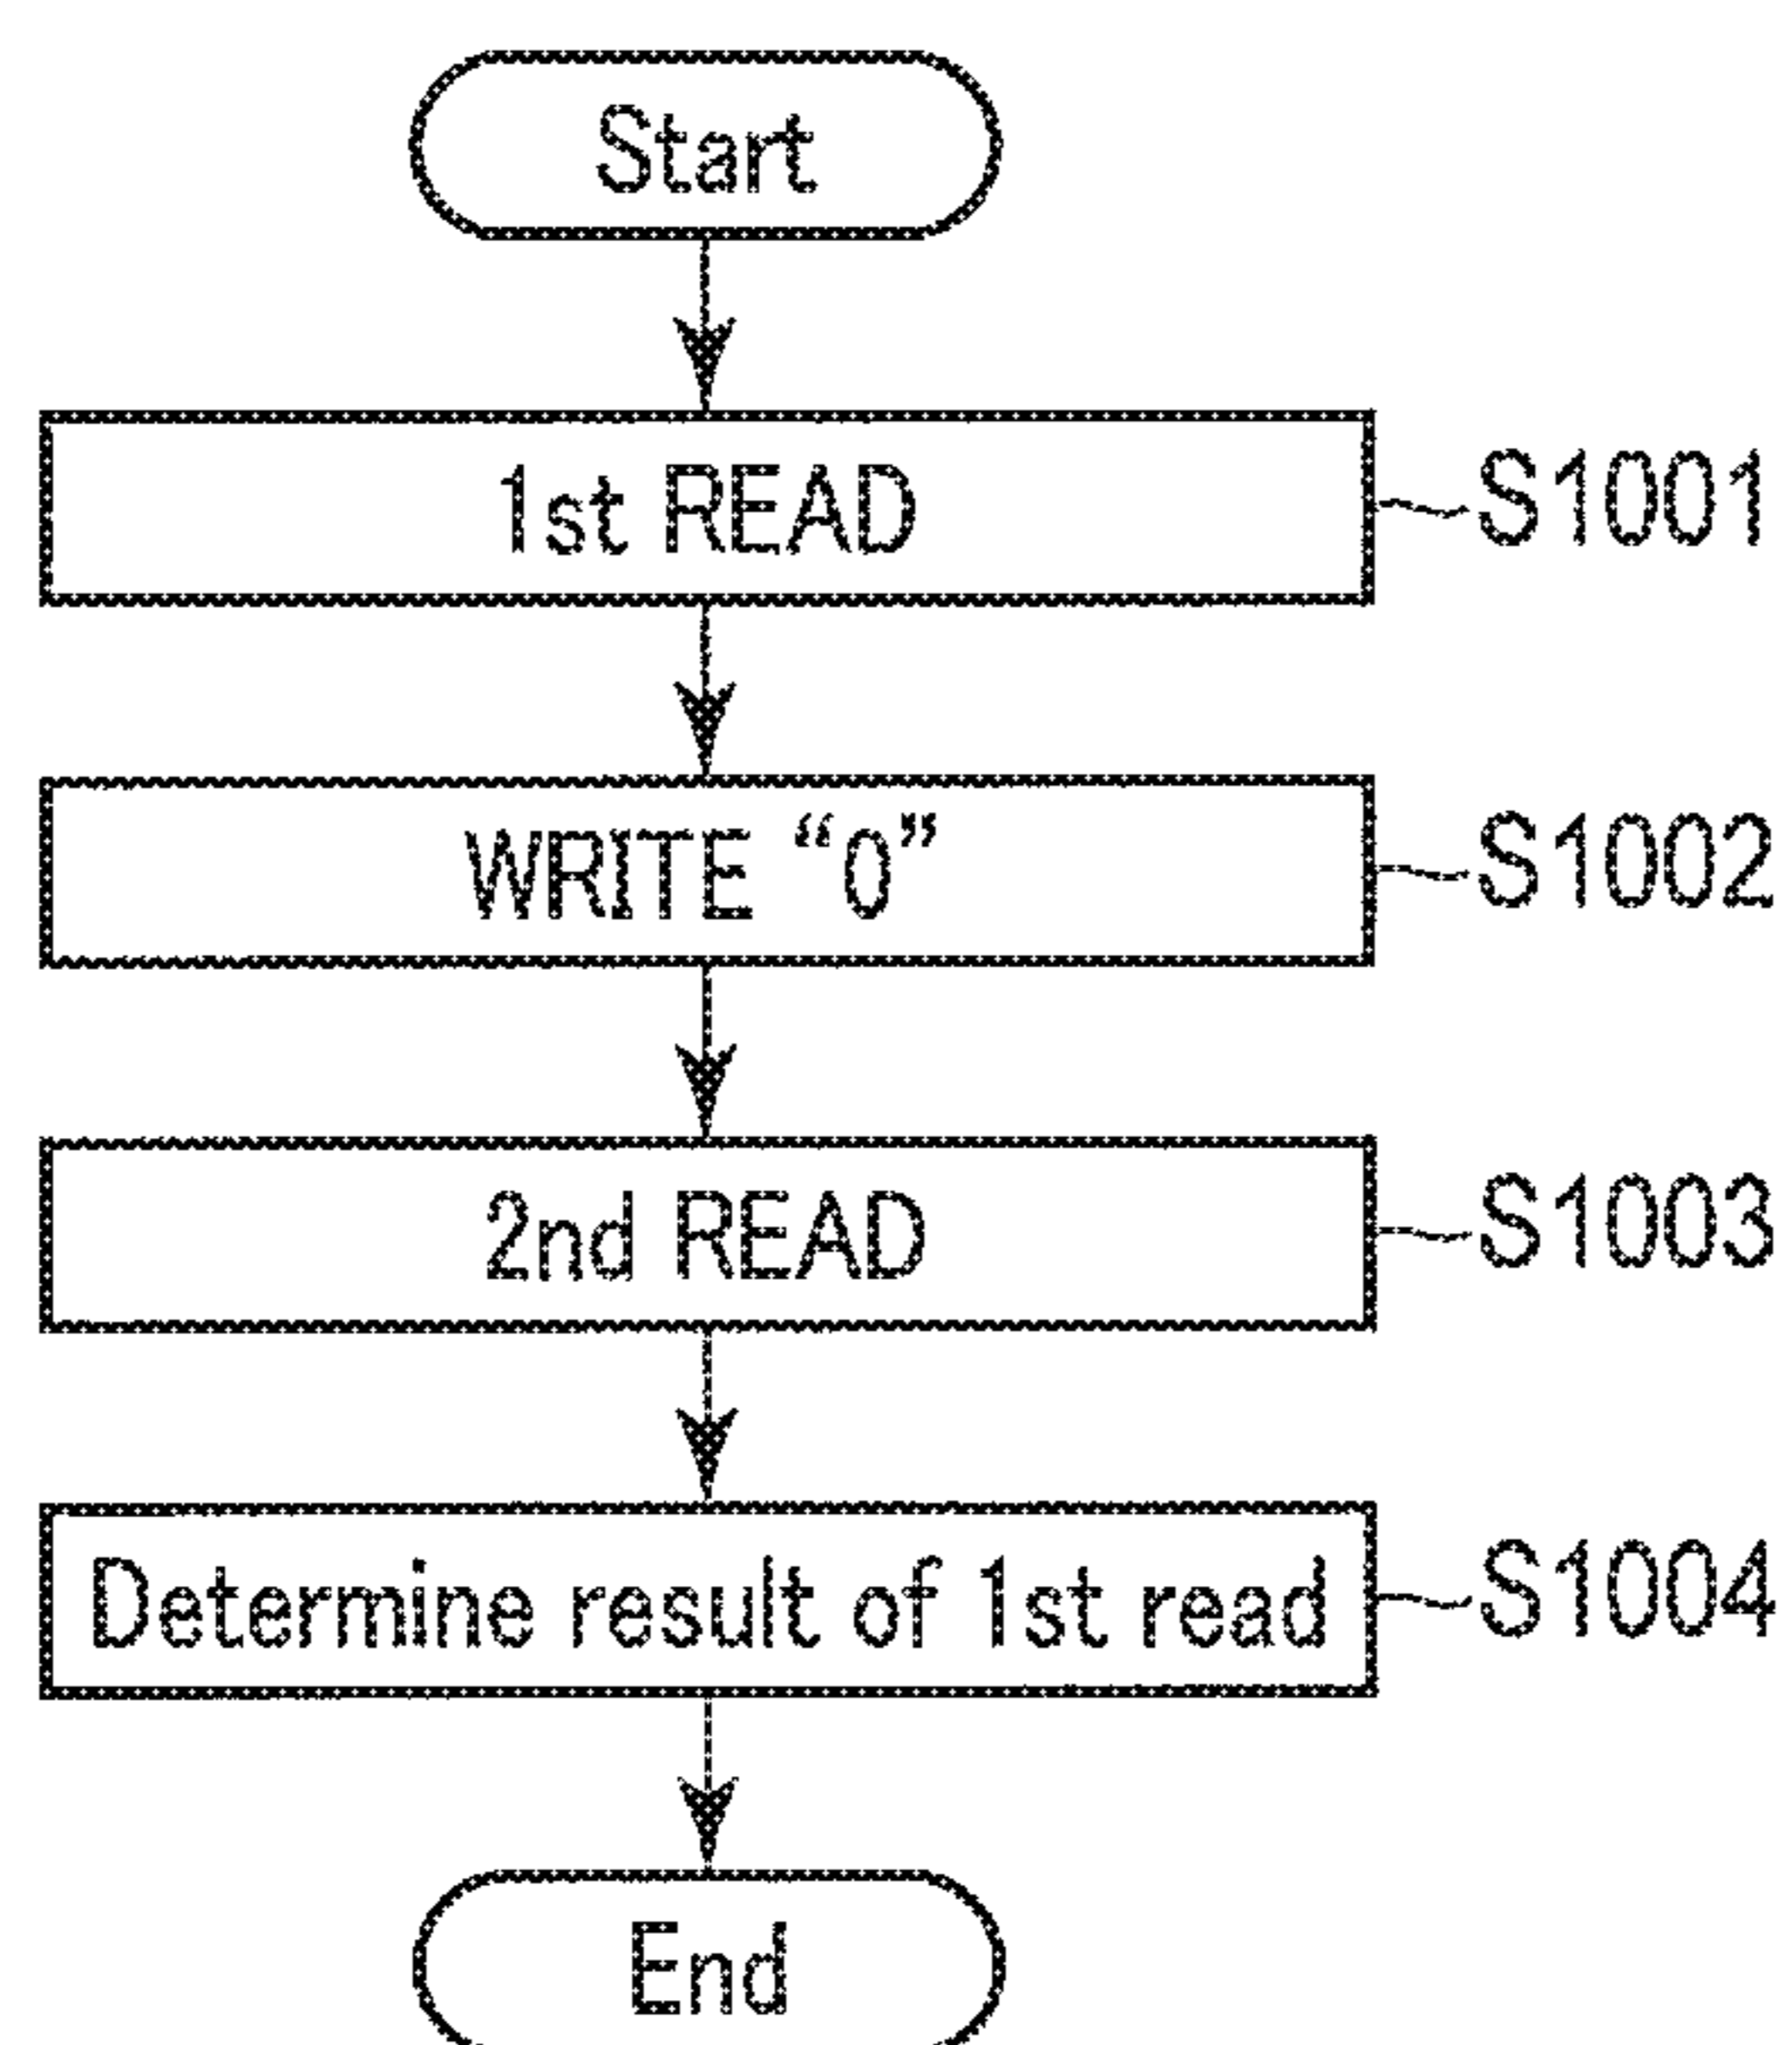 Start
1st READ S1001
WRITE “0” S1002
2nd READ S1003
Determine result of 1st read S1004
End